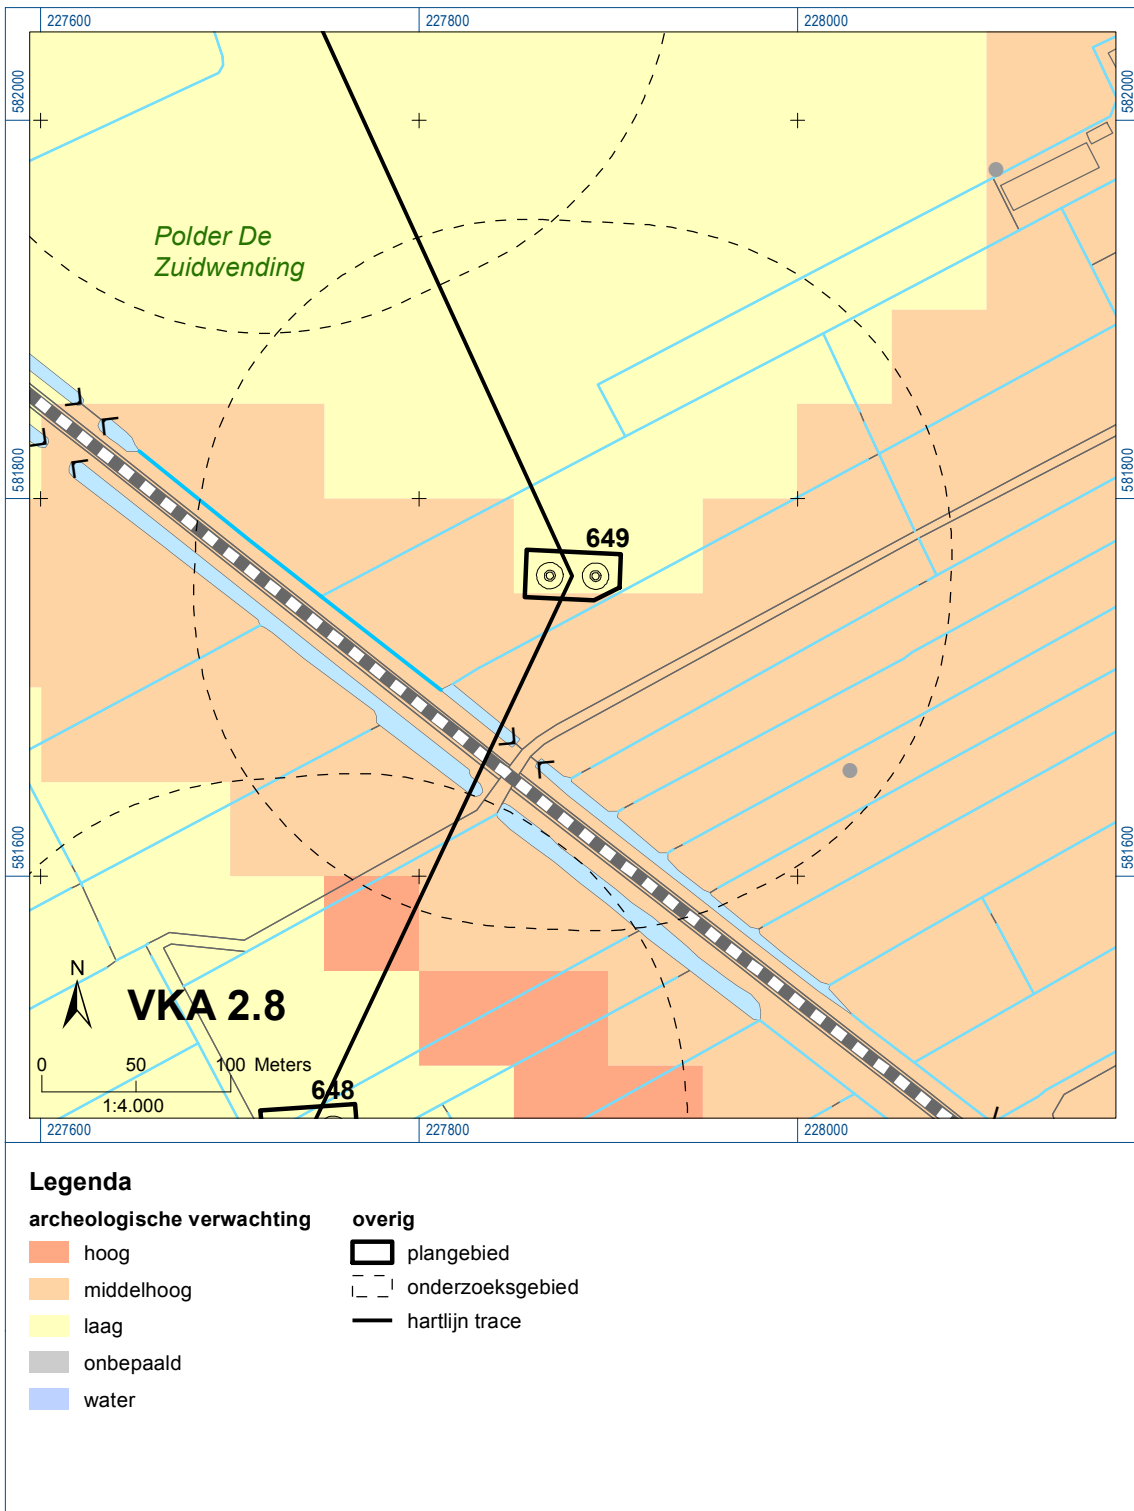 227600
227800
228000
582000
582000
Polder De
Zuidwending
581800
581800
649
581600
581600
N
VKA 2.8
0
50
100 Meters
1:4.000
648
227600
227800
228000
Legenda
archeologische verwachting
hoog
middelhoog
laag
onbepaald
water
overig
plangebied
onderzoeksgebied
hartlijn trace